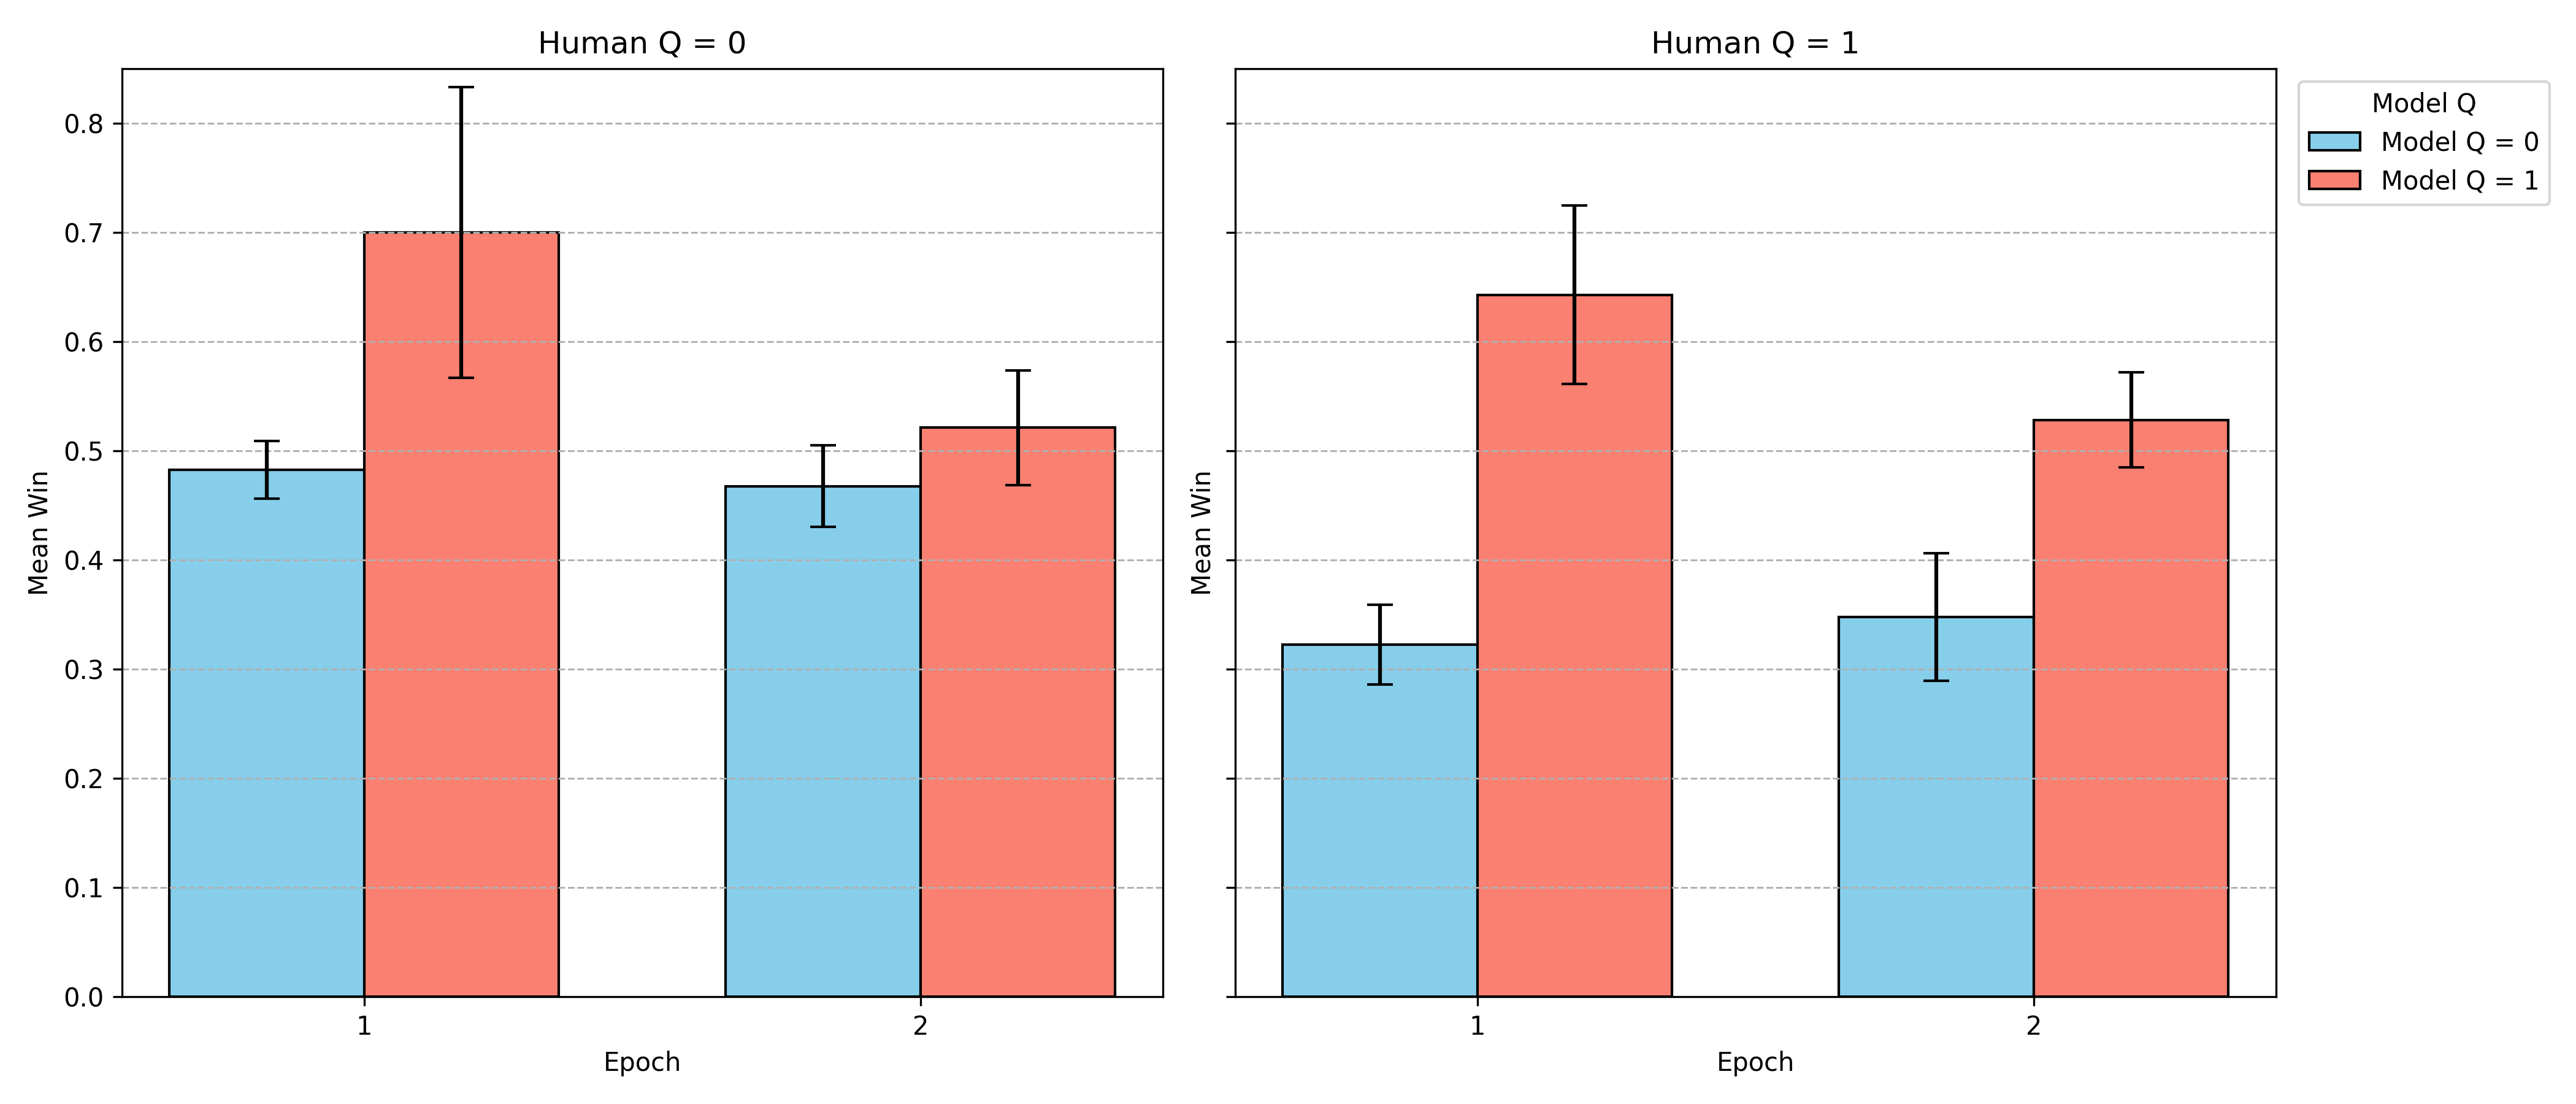 Human Q = 0
Human Q = 1
Model Q
Model Q = 0
Model Q = 1
0.8
0.7
0.6
0.5
0.4
0.3
0.2
0.1
0.0
Mean Win
Mean Win
1
2
1
2
Epoch
Epoch